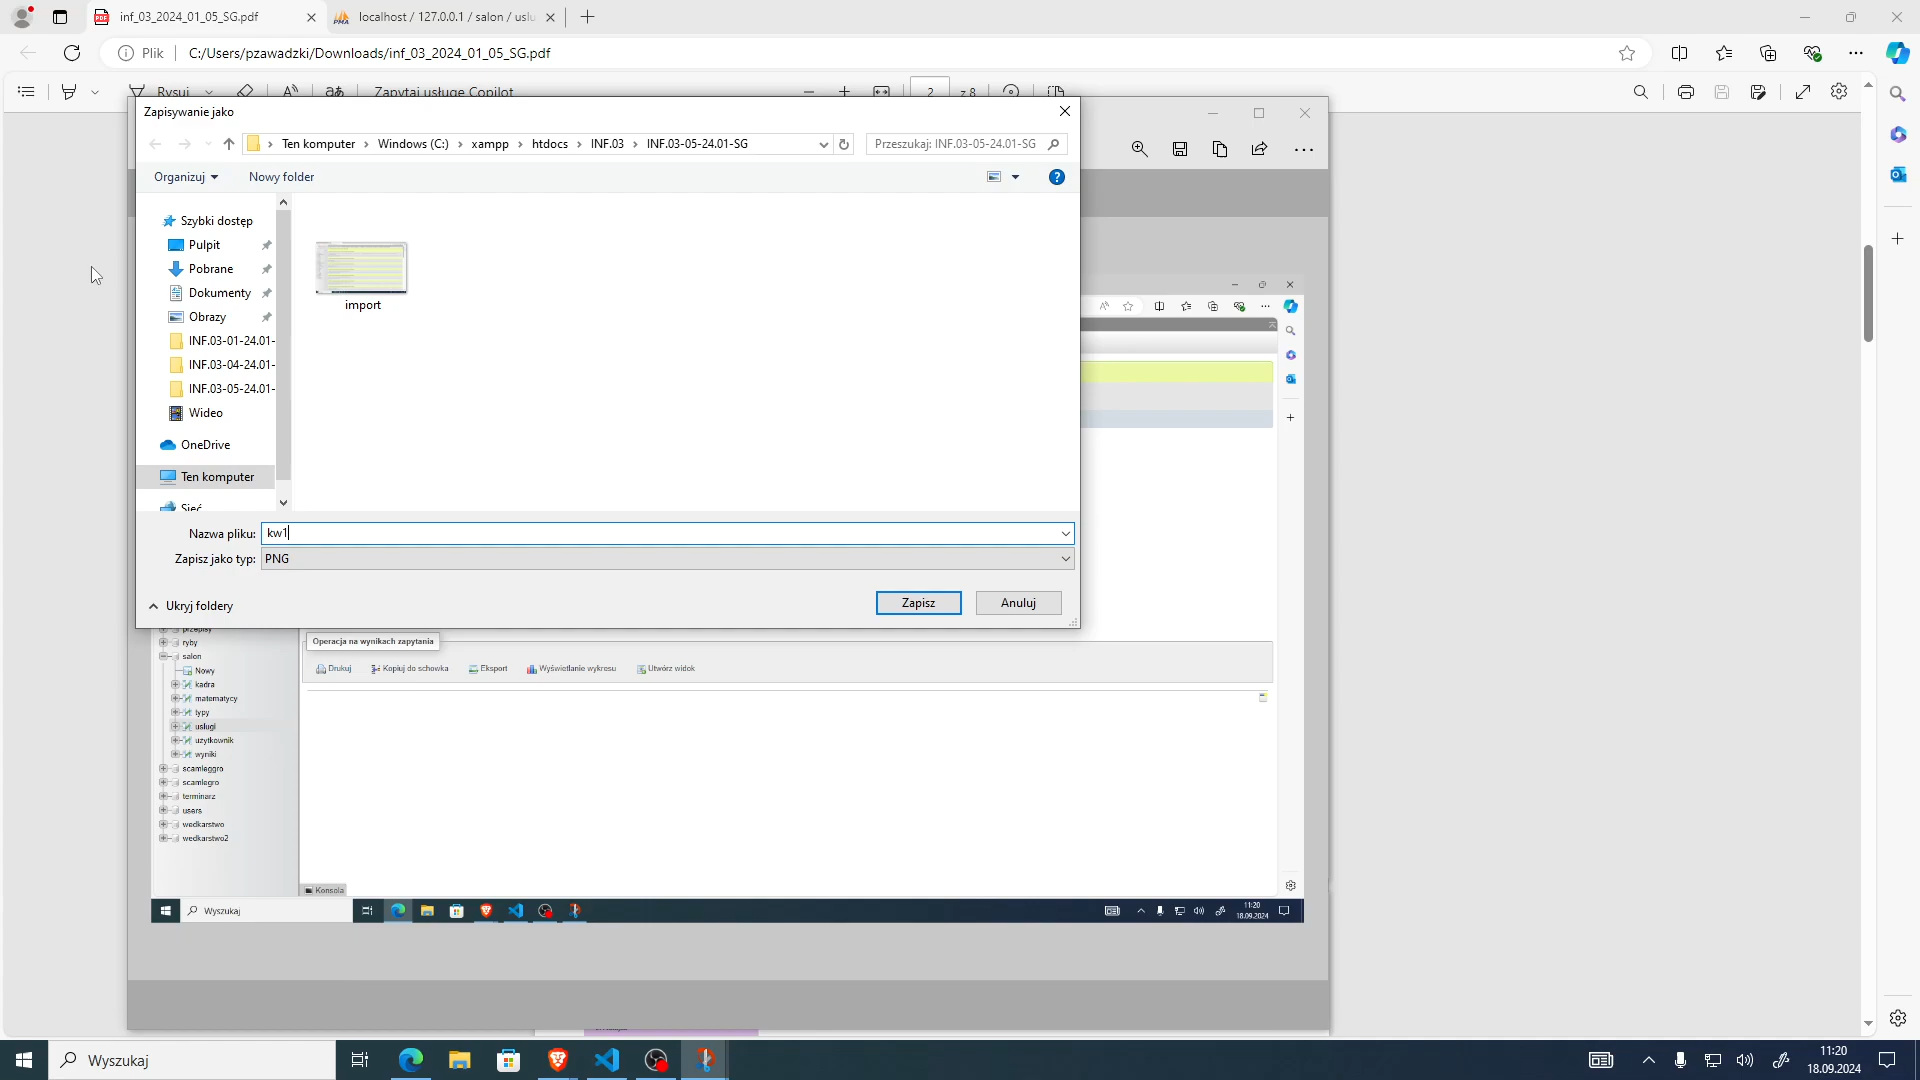 inf_03_2024_01_05_SG.pdf
localhost / 127.0.0.1 / salon / usłu
Plik
C:/Users/pzawadzki/Downloads/inf_03_2024_01_05_SG.pdf
Rysuj
Zapytaj usługę Copilot
2
z 8
Zapisywanie jako
Ten komputer
Windows (C:)
xampp
htdocs
INF.03
INF.03-05-24.01-SG
Przeszukaj: INF.03-05-24.01-SG
Organizuj
Nowy folder
Szybki dostęp
Pulpit
Pobrane
Dokumenty
Obrazy
INF.03-01-24.01-
INF.03-04-24.01-
INF.03-05-24.01-
Wideo
OneDrive
Ten komputer
Sieć
import
Nazwa pliku:
kw1
Zapisz jako typ:
PNG
Ukryj foldery
Zapisz
Anuluj
przepisy
ryby
salon
Nowy
kadra
matematycy
typy
uslugi
uzytkownik
wyniki
scamleggro
scamlegro
terminarz
users
wedkarstwo
wedkarstwo2
Operacja na wynikach zapytania
Drukuj
Kopiuj do schowka
Eksport
Wyświetlanie wykresu
Utwórz widok
Konsola
Wyszukaj
11:20
18.09.2024
Wyszukaj
11:20
18.09.2024